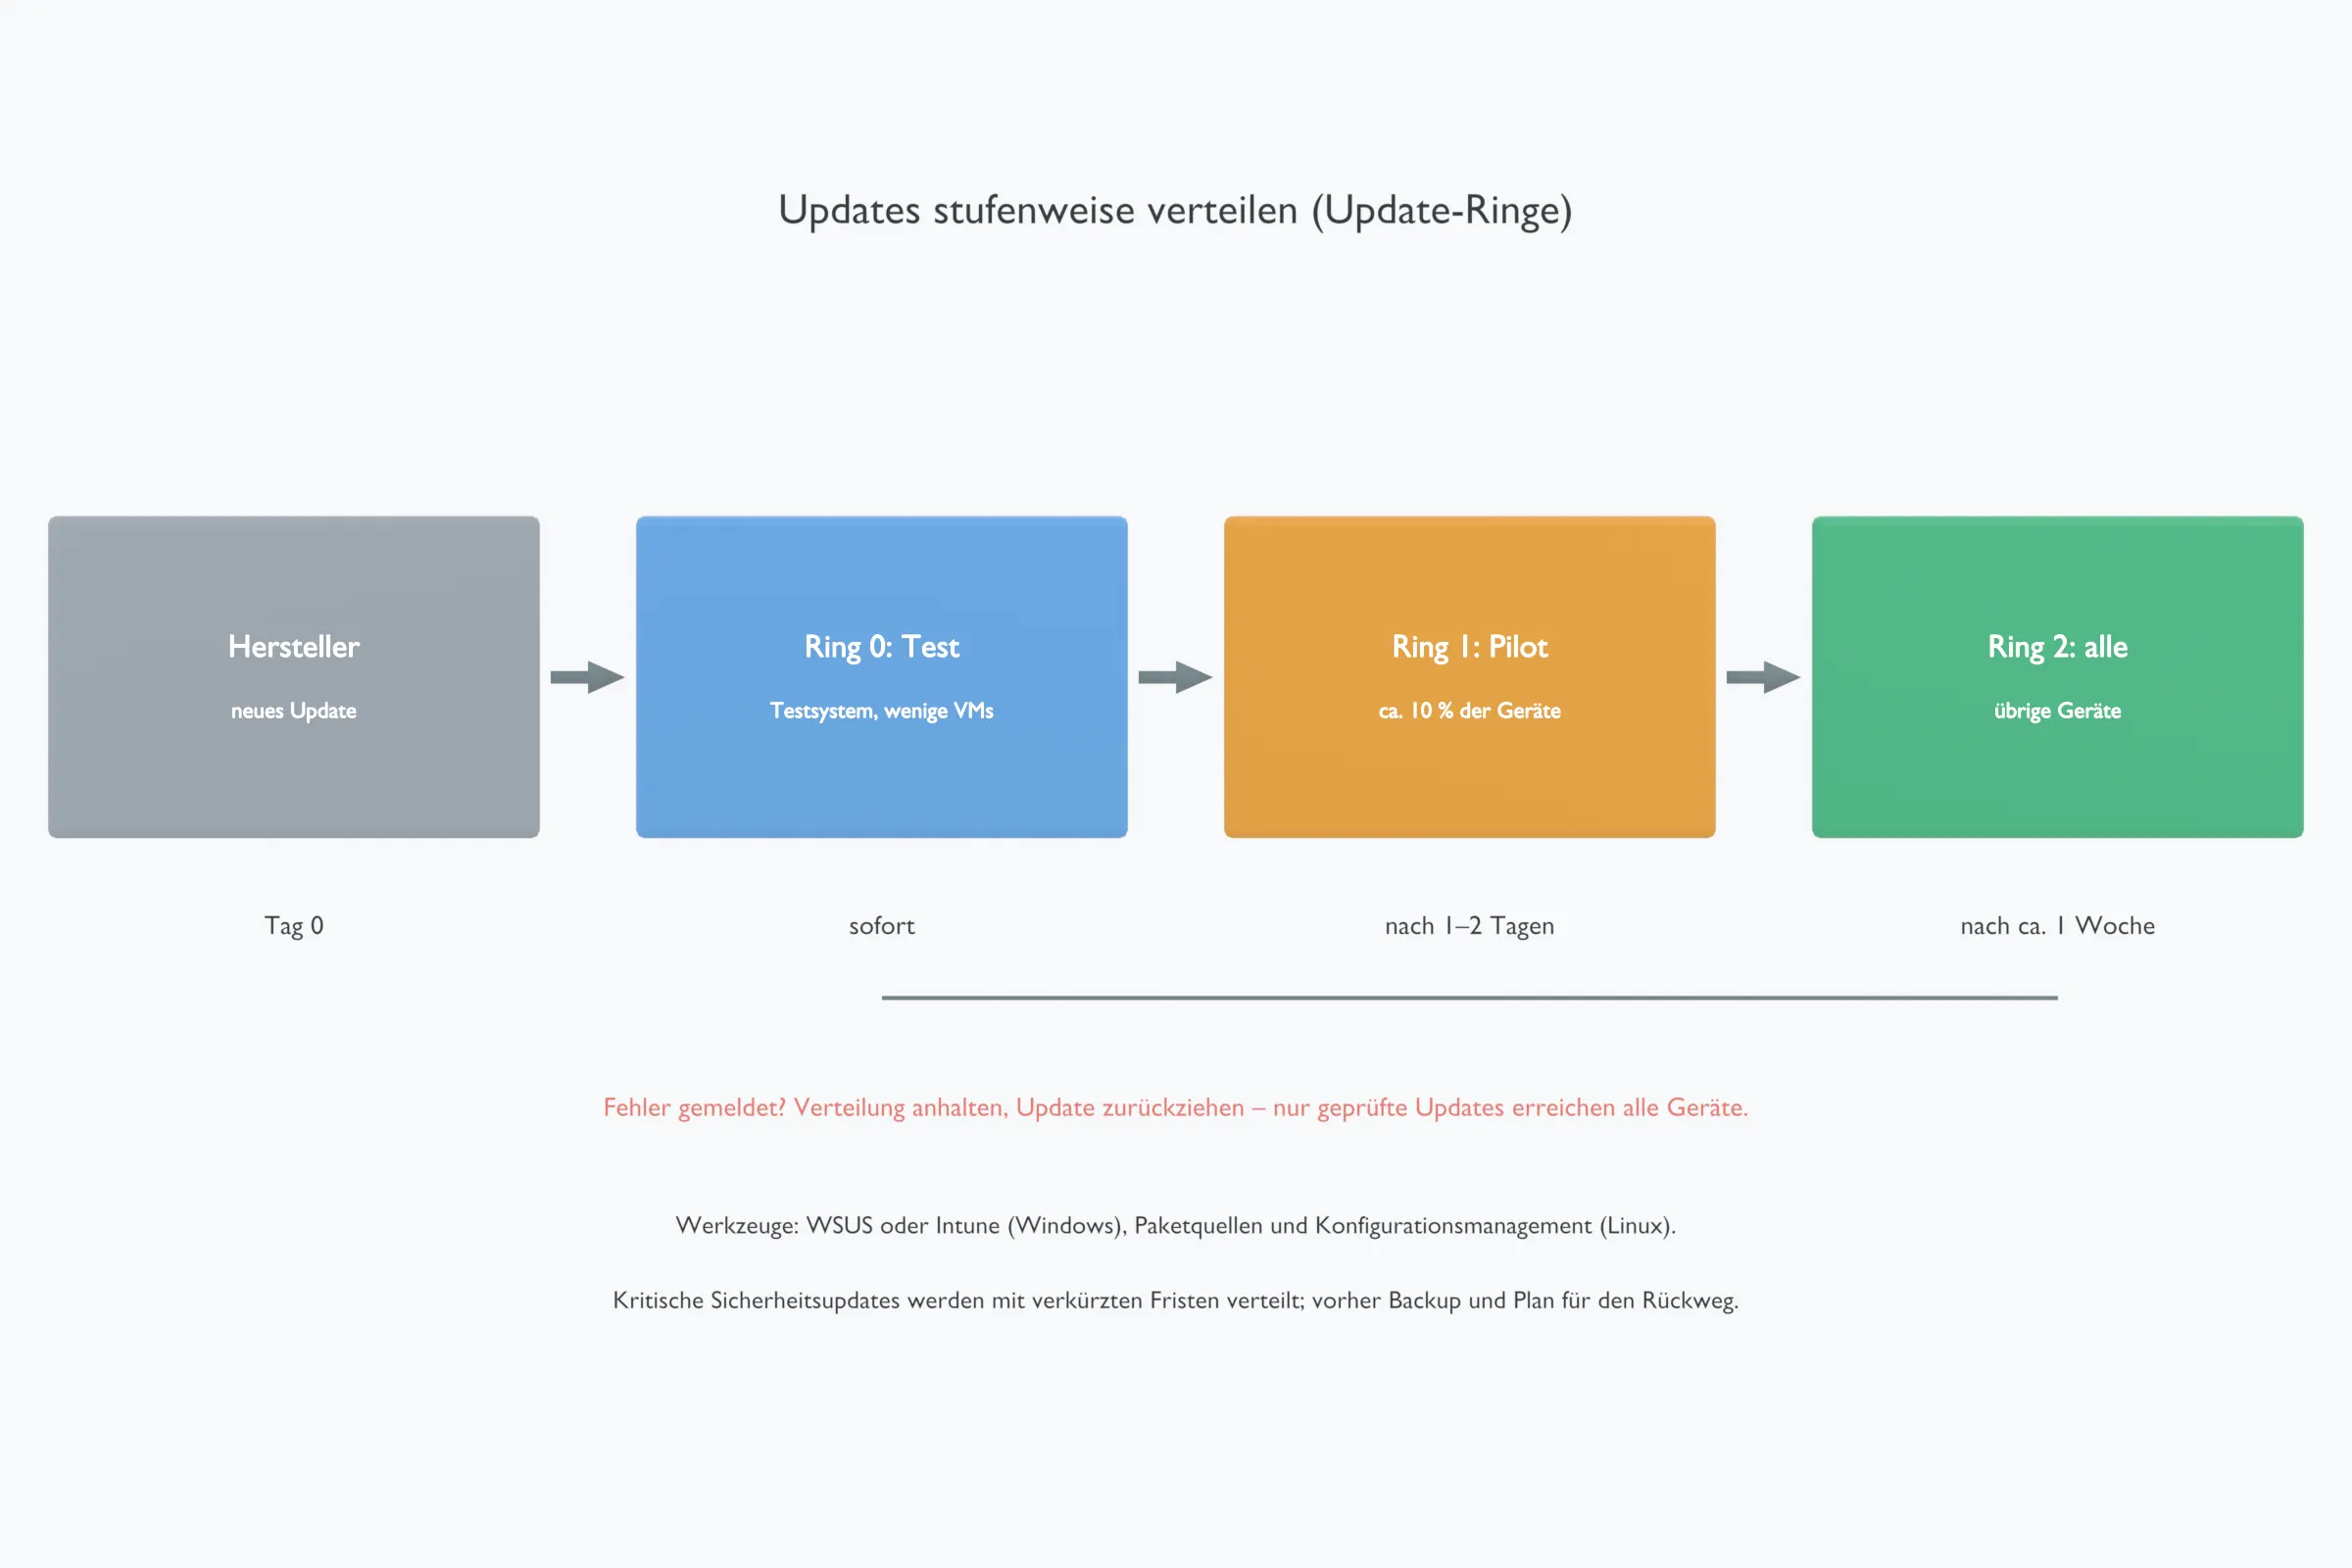 Updates stufenweise verteilen (Update-Ringe)
Hersteller
neues Update
Ring 0: Test
Testsystem, wenige VMs
Ring 1: Pilot
ca. 10 % der Geräte
Ring 2: alle
übrige Geräte
Tag 0
sofort
nach 1–2 Tagen
nach ca. 1 Woche
Fehler gemeldet? Verteilung anhalten, Update zurückziehen – nur geprüfte Updates erreichen alle Geräte.
Werkzeuge: WSUS oder Intune (Windows), Paketquellen und Konfigurationsmanagement (Linux).
Kritische Sicherheitsupdates werden mit verkürzten Fristen verteilt; vorher Backup und Plan für den Rückweg.